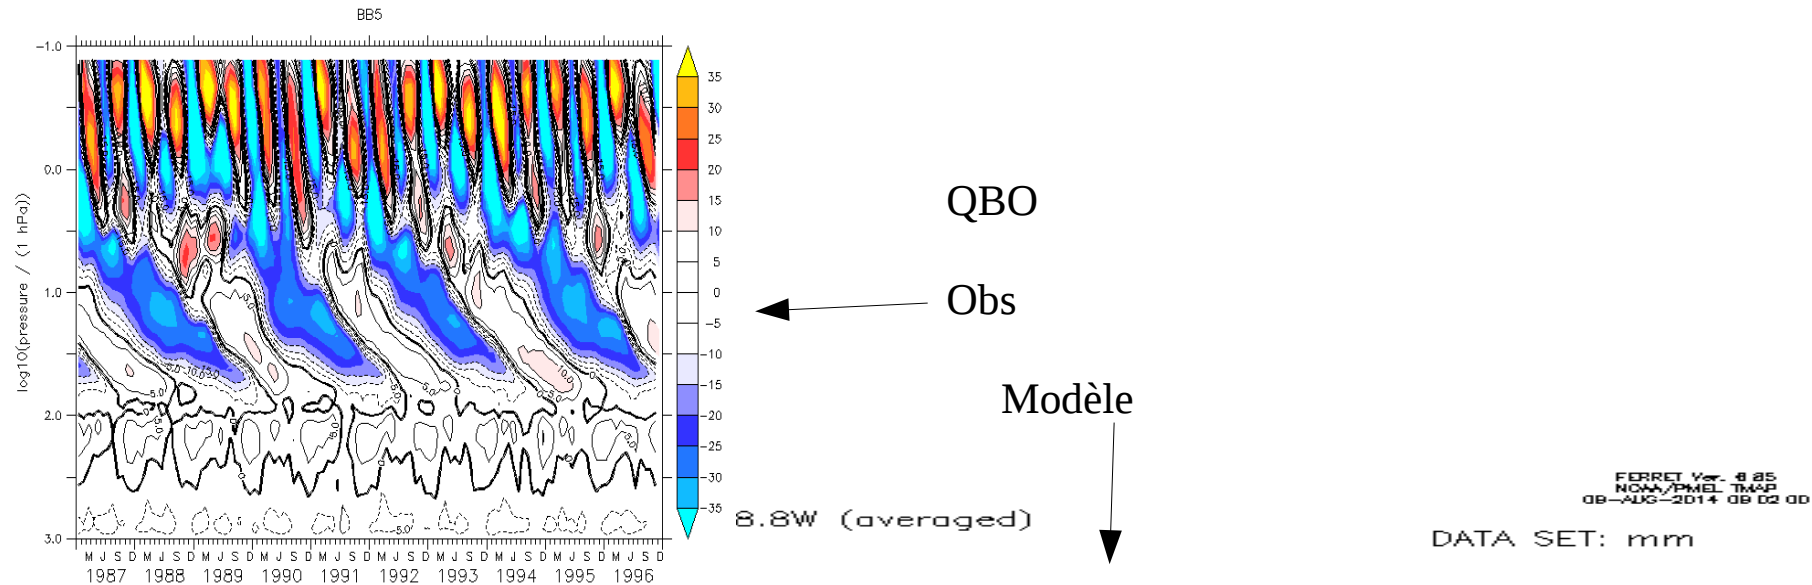 BB5
-1.0
0.0
1.0
2.0
3.0
log10(pressure / (1 hPa))
M J S D M J S D M J S D M J S D M J S D M J S D M J S D M J S D M J S D M J S D
1987 1988 1989 1990 1991 1992 1993 1994 1995 1996
35
30
25
20
15
10
5
0
-5
-10
-15
-20
-25
-30
-35
QBO
Obs
Modèle
8.8W (averaged)
FERRET Ver.
NOAA/PMEL TMAP
DATA SET: mm